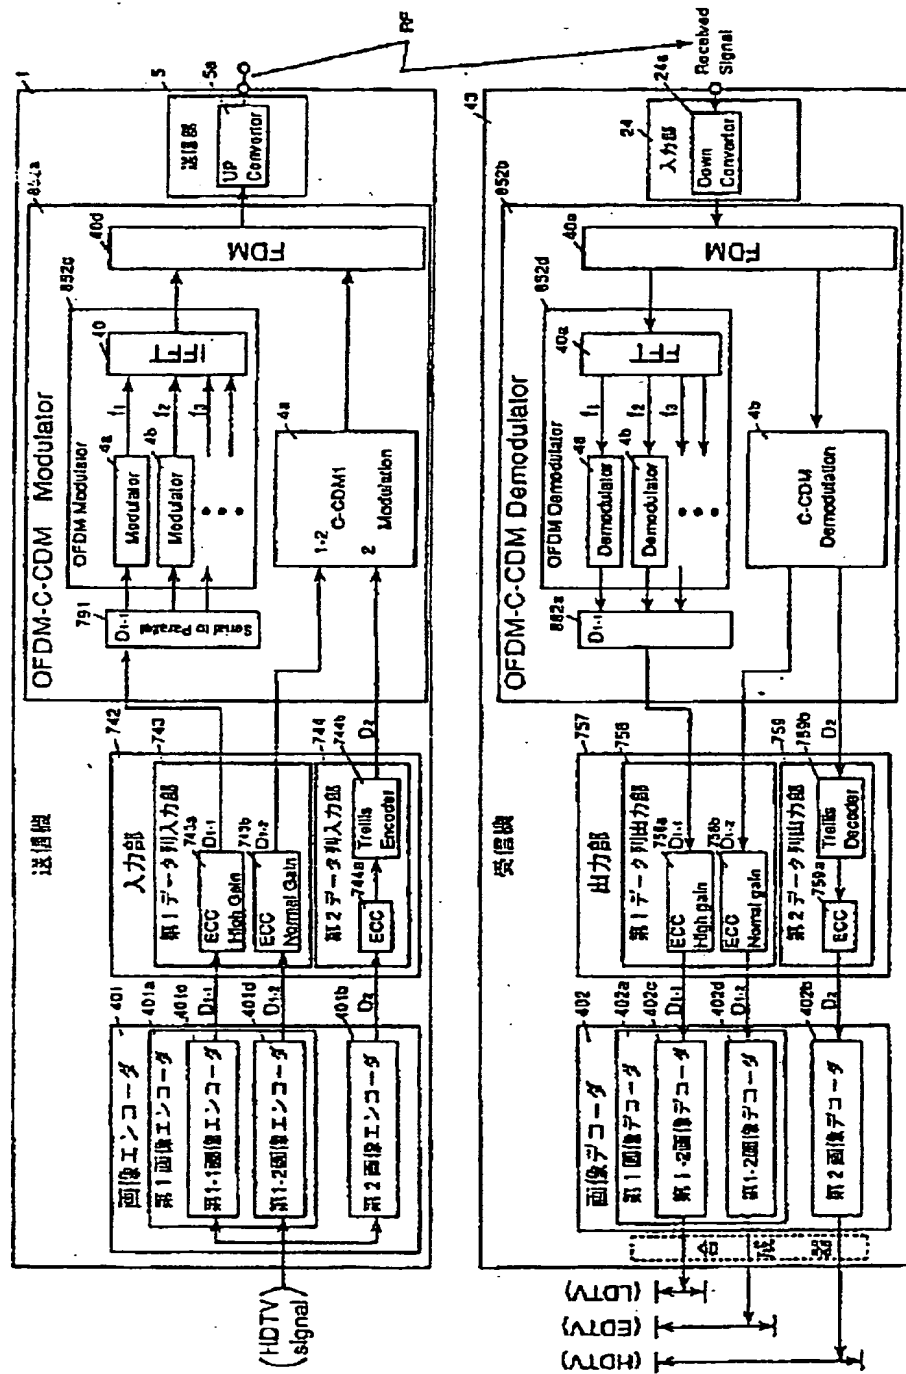 送信機
1
(HDTV signal)
画像エンコーダ
401
第1画像エンコーダ
401a
第1-1画像エンコーダ
401c
第1-2画像エンコーダ
401d
第2画像エンコーダ
401b
D1-1
D1-2
D2
入力部
742
第1データ列入力部
743
743a
D1-1
ECC
High Gain
743b
D1-2
ECC
Normal Gain
第2データ列入力部
744
744a
ECC
744b
Trellis
Encoder
D2
OFDM-C-CDM Modulator
852a
791
D1-1
Serial to Parallel
OFDM Modulator
852c
4a
Modulator
f1
4b
Modulator
f2
f3
40
IFFT
4a
1-2
C-CDM1
2
Modulation
40d
FDM
送信部
5
5a
UP
Convertor
RF
受信機
43
Received
Signal
入力部
24
24a
Down
Convertor
OFDM-C-CDM Demodulator
852b
40e
FDM
OFDM Demodulator
852d
40a
FFT
f1
f2
f3
4a
Demodulator
4b
Demodulator
882a
D1-1
4b
C-CDM
Demodulation
D2
出力部
757
第1データ列出力部
758
758a
D1-1
ECC
High gain
758b
D1-2
ECC
Normal gain
第2データ列出力部
759
759b
Trellis
Decoder
759a
ECC
D1-1
D1-2
D2
画像デコーダ
402
第1画像デコーダ
402a
第1-2画像デコーダ
402c
第1-2画像デコーダ
402d
第2画像デコーダ
402b
合成部
(LDTV)
(EDTV)
(HDTV)